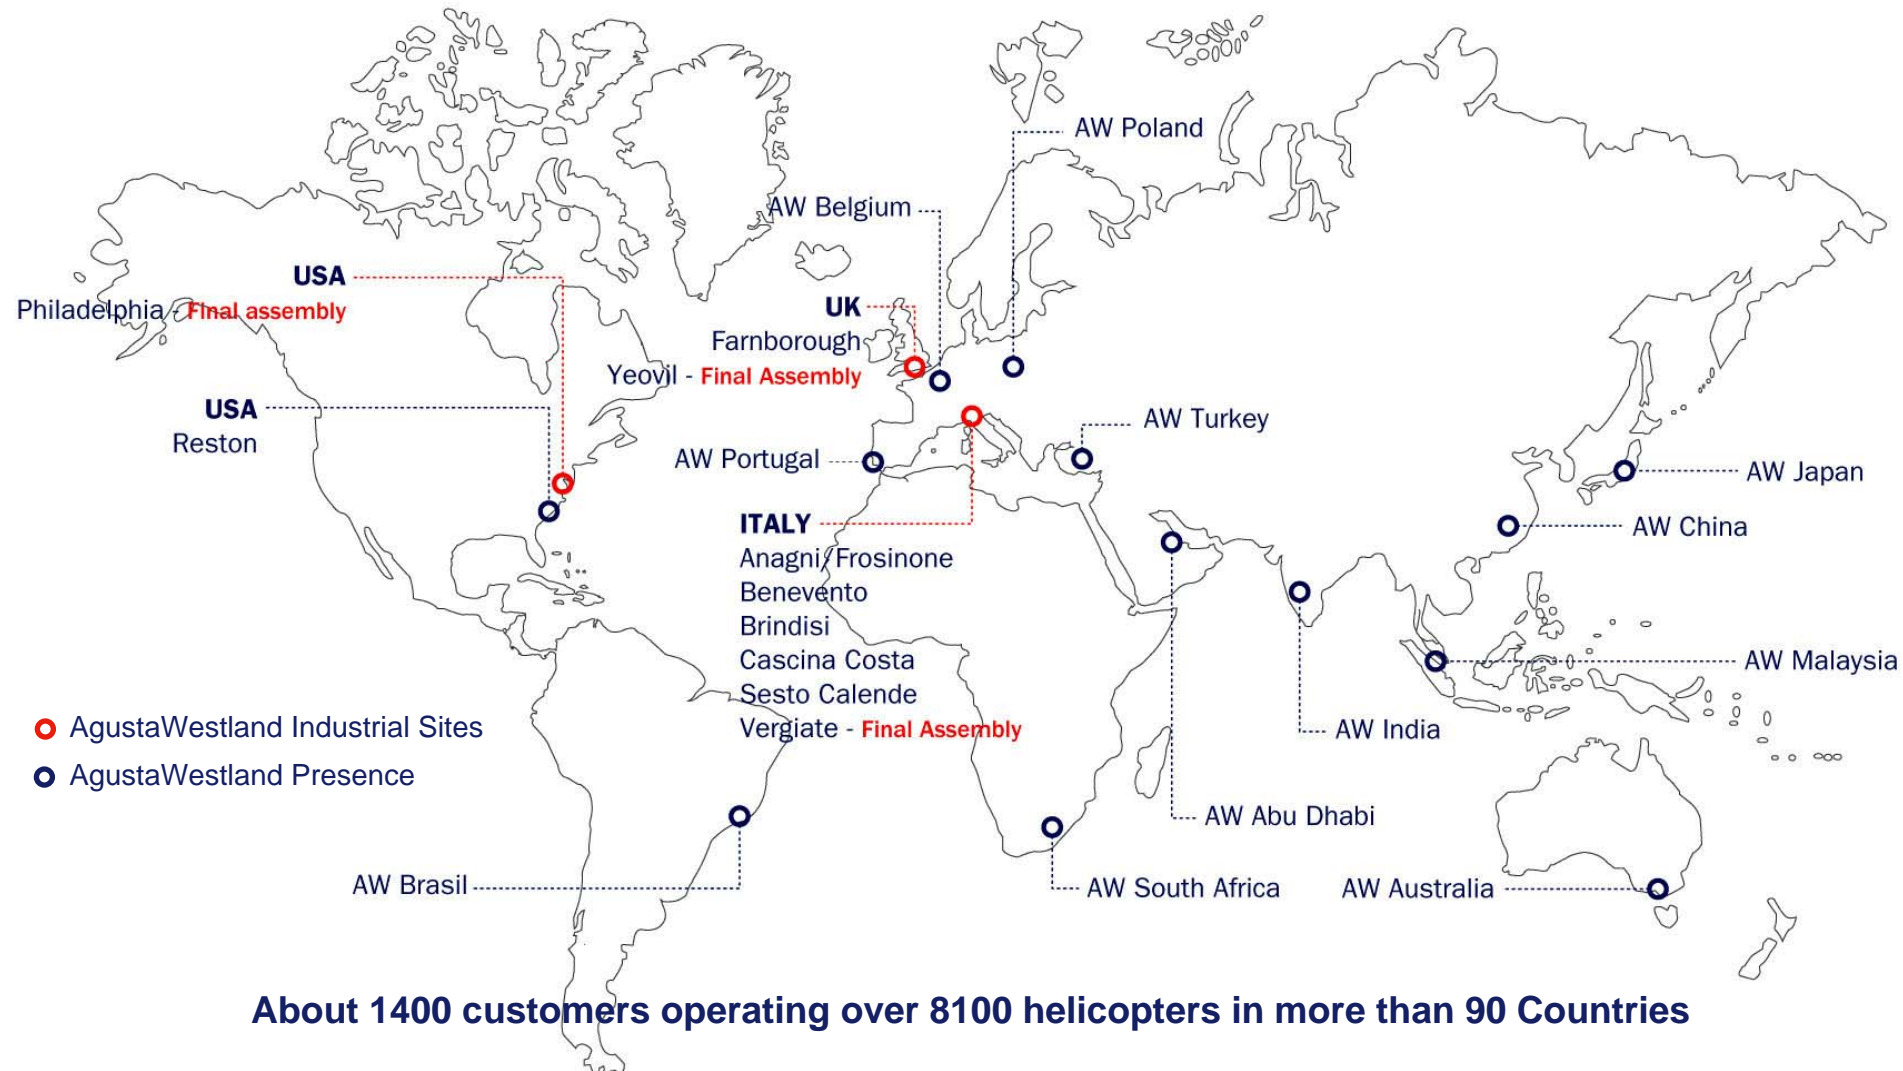 AW Poland
AW Belgium
USA
Philadelphia - Final assembly
UK
Farnborough
Yeovil - Final Assembly
USA
Reston
AW Turkey
AW Portugal
AW Japan
ITALY
Anagni/Frosinone
Benevento
Brindisi
Cascina Costa
Sesto Calende
Vergiate - Final Assembly
AW China
AW Malaysia
AW India
AgustaWestland Industrial Sites
AgustaWestland Presence
AW Abu Dhabi
AW Brasil
AW South Africa
AW Australia
About 1400 customers operating over 8100 helicopters in more than 90 Countries